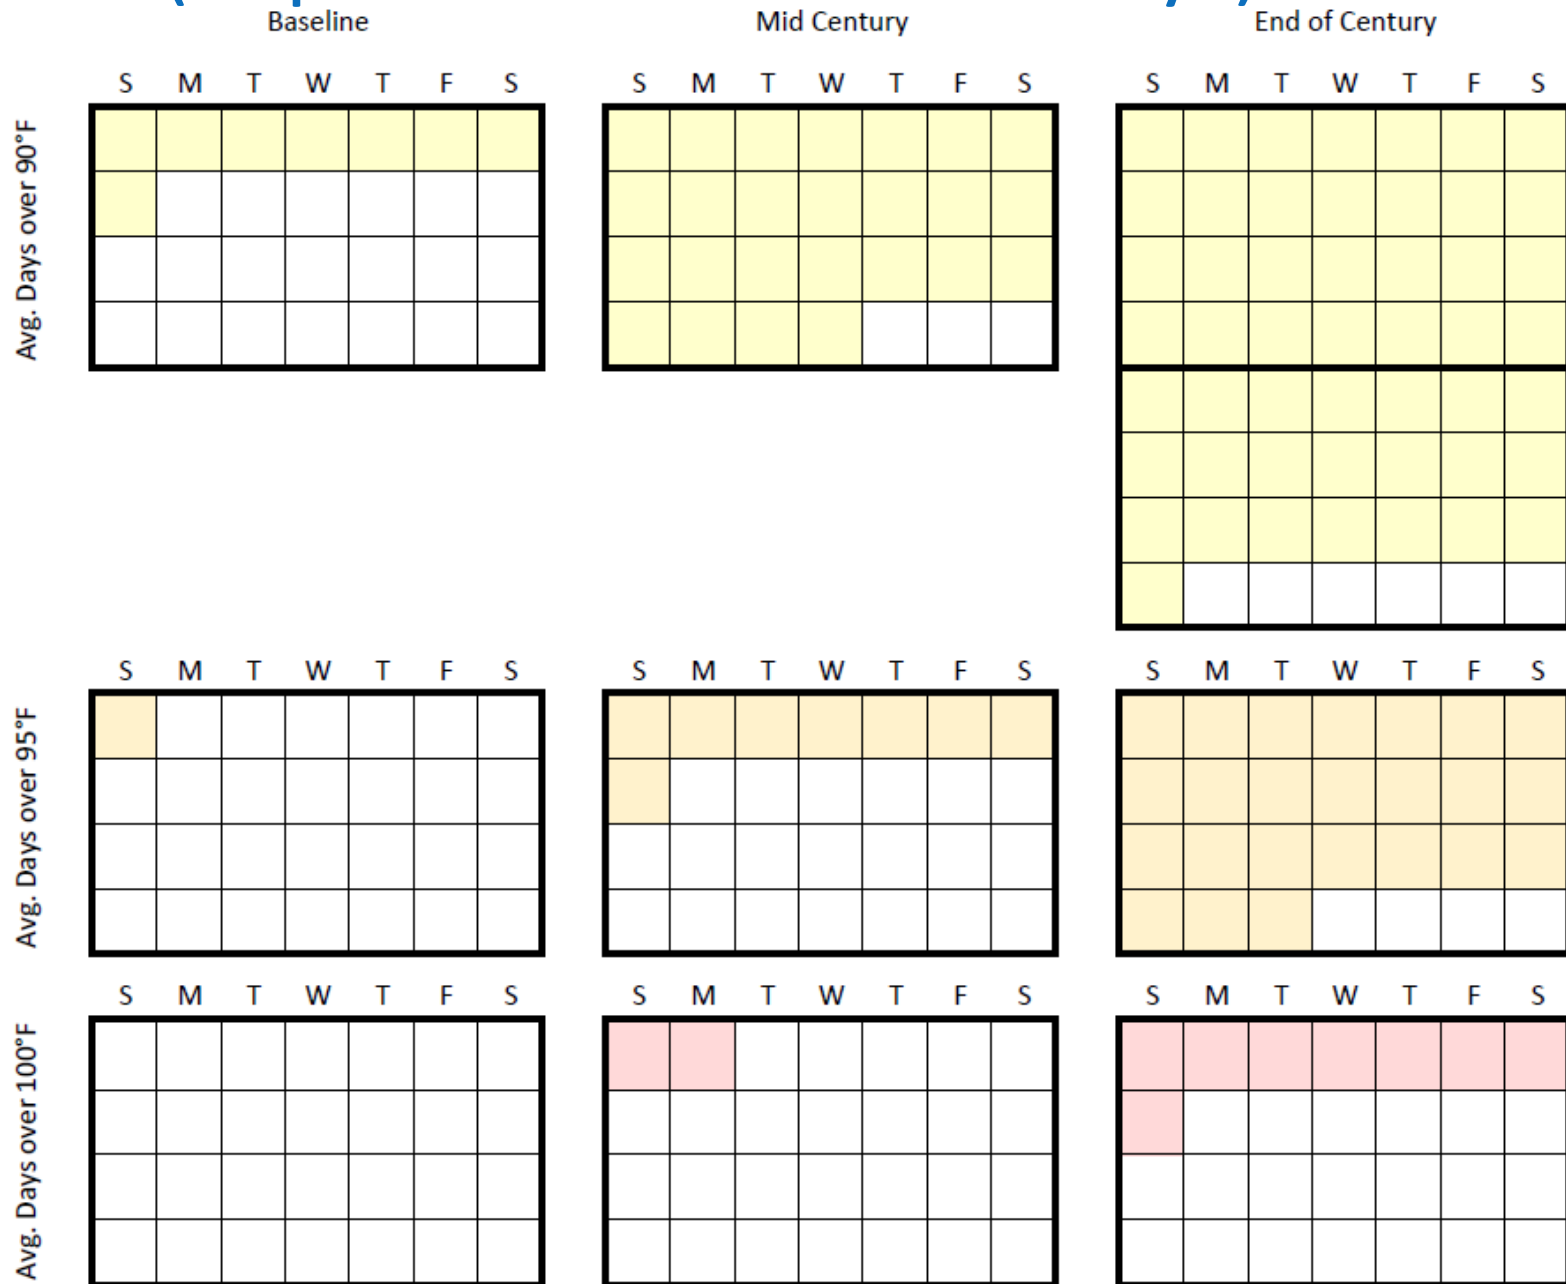 Baseline Mid Century End of Century
S M T W T F S S M T W T F S S M T W T F S
Avg. Days over 90°F
S M T W T F S S M T W T F S S M T W T F S
Avg. Days over 95°F
S M T W T F S S M T W T F S S M T W T F S
Avg. Days over 100°F